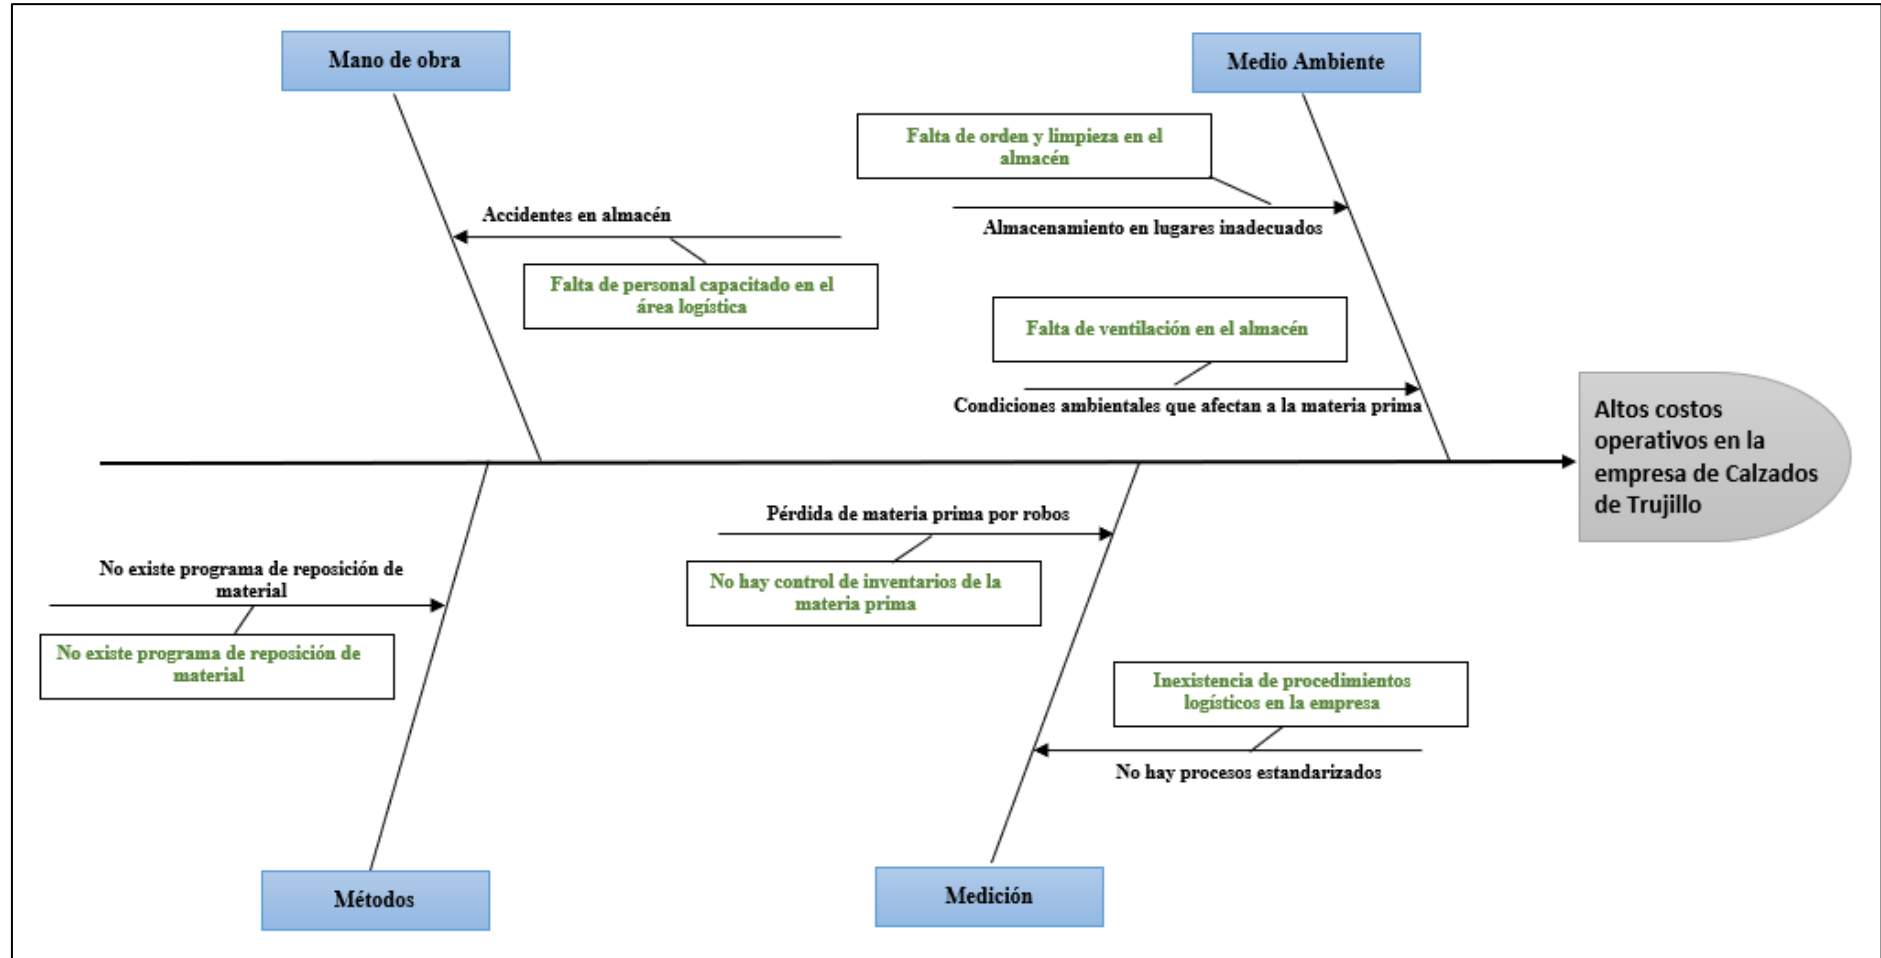 Mano de obra
Medio Ambiente
Falta de orden y limpieza en el
almacén
Accidentes en almacén
Almacenamiento en lugares inadecuados
Falta de personal capacitado en el
área logística
Falta de ventilación en el almacén
Condiciones ambientales que afectan a la materia prima
Altos costos
operativos en la
empresa de Calzados
de Trujillo
Pérdida de materia prima por robos
No existe programa de reposición de
material
No hay control de inventarios de la
materia prima
No existe programa de reposición de
material
Inexistencia de procedimientos
logísticos en la empresa
No hay procesos estandarizados
Métodos
Medición